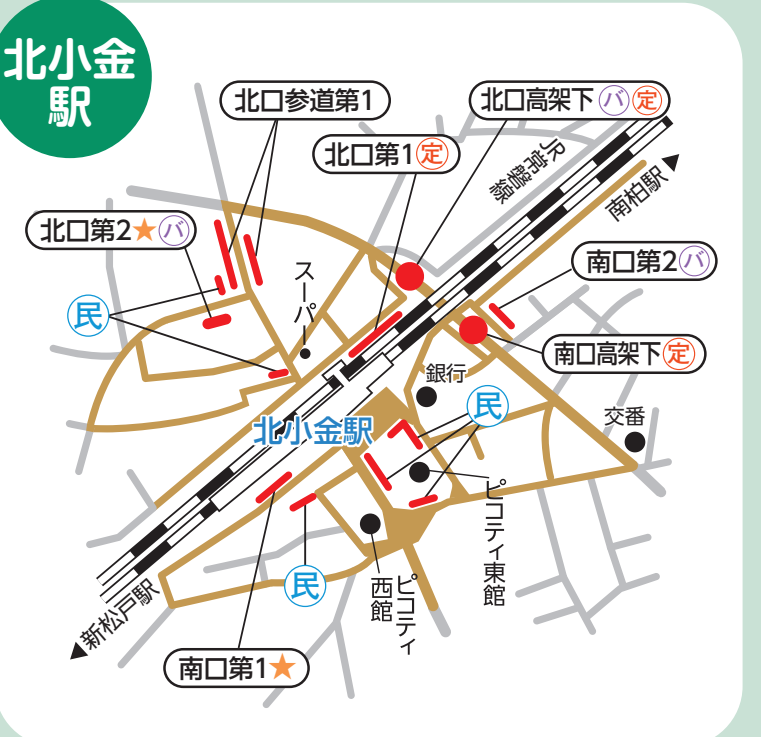 北小金
駅
北口参道第1
北口高架下 バ 定
北口第1 定
JR常磐線
南柏駅▲
北口第2★ バ
南口第2 バ
民
スーパー
南口高架下 定
銀行
民
交番
北小金駅
ピコティ東館
民
ピコティ
西館
▲新松戸駅
南口第1★